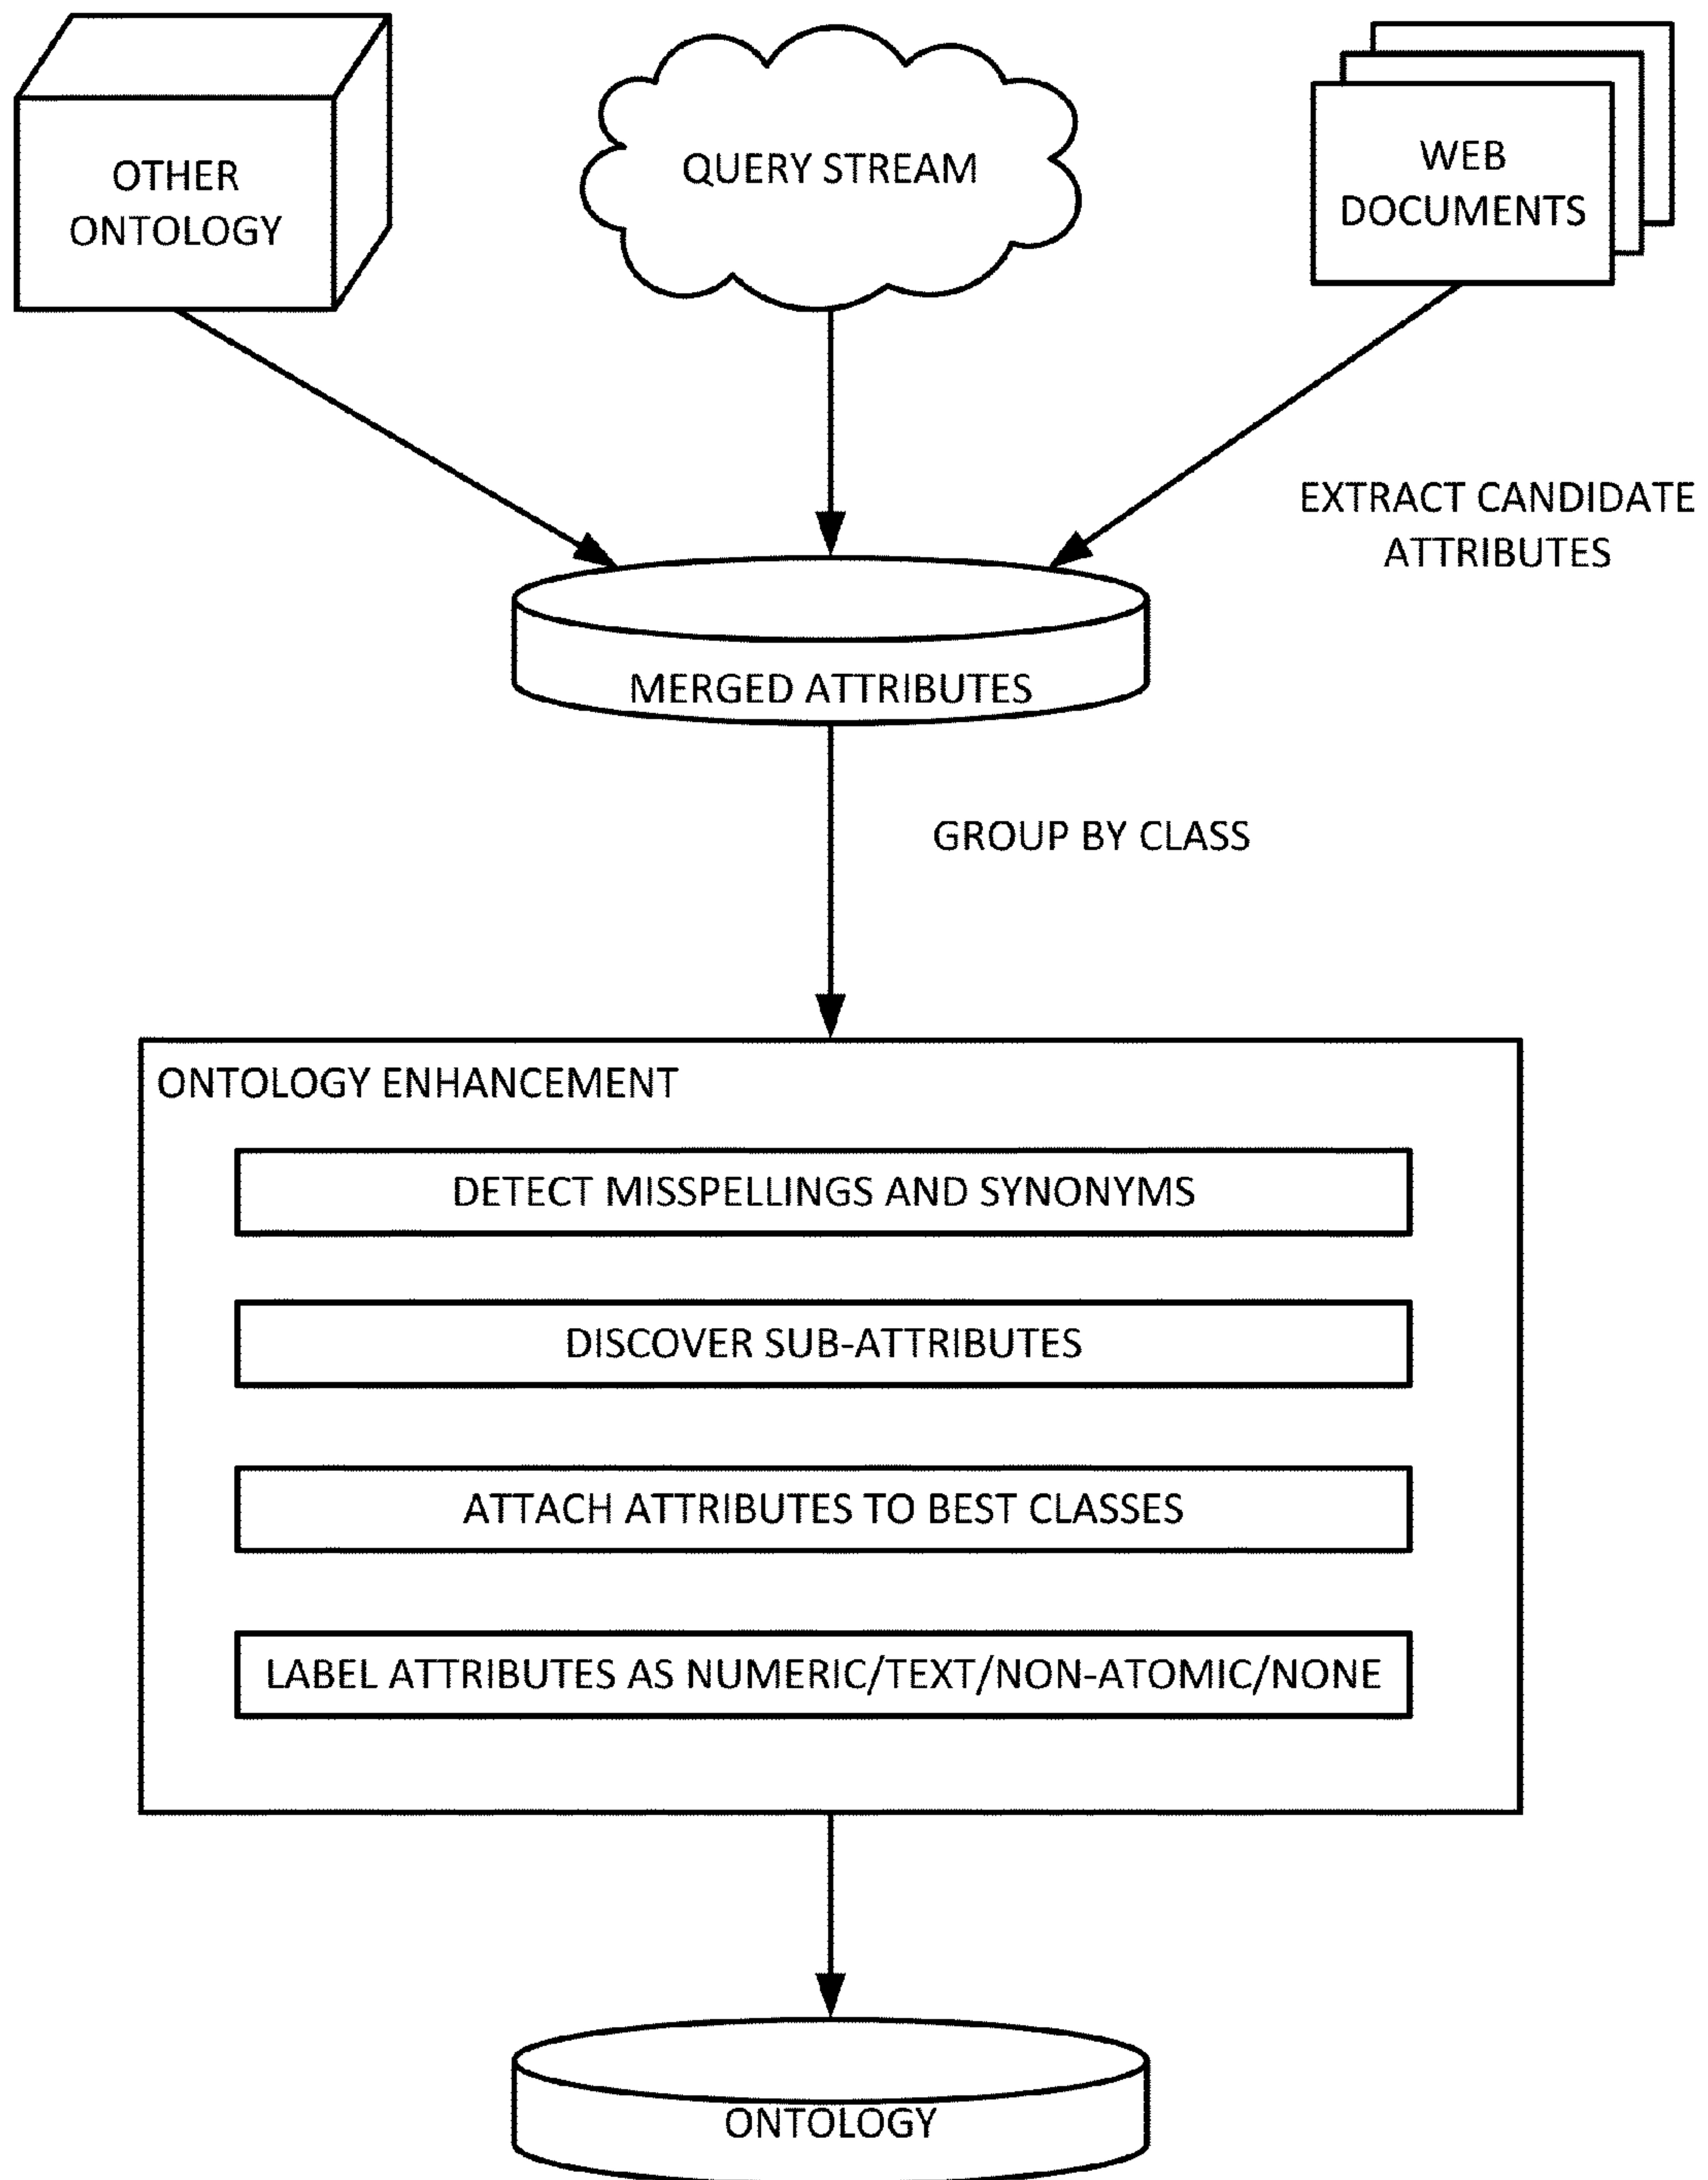 OTHER
ONTOLOGY
QUERY STREAM
WEB
DOCUMENTS
EXTRACT CANDIDATE
ATTRIBUTES
MERGED ATTRIBUTES
GROUP BY CLASS
ONTOLOGY ENHANCEMENT
DETECT MISSPELLINGS AND SYNONYMS
DISCOVER SUB-ATTRIBUTES
ATTACH ATTRIBUTES TO BEST CLASSES
LABEL ATTRIBUTES AS NUMERIC/TEXT/NON-ATOMIC/NONE
ONTOLOGY